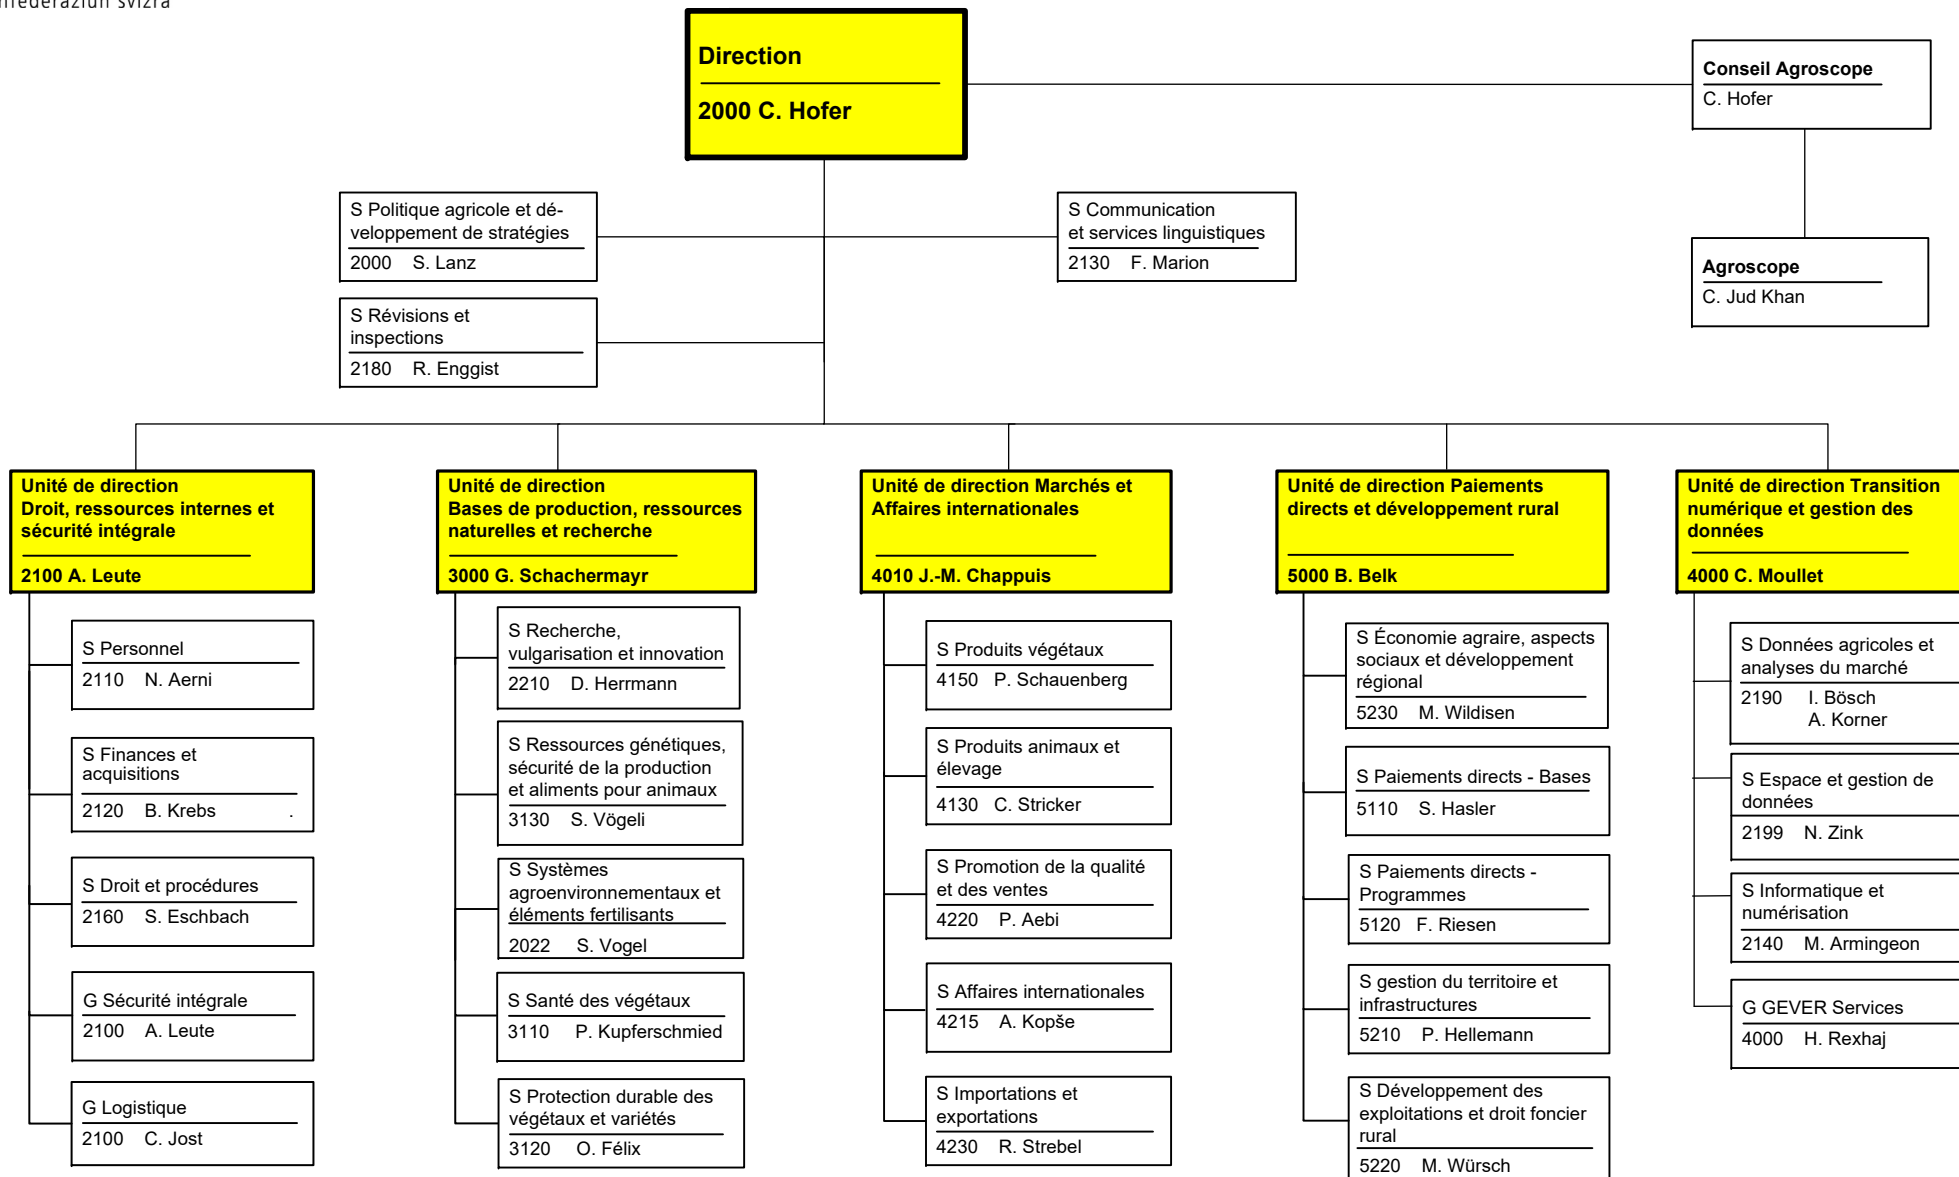 nfederaziun svizra
Direction
2000 C. Hofer
Conseil Agroscope
C. Hofer
S Politique agricole et dé-
veloppement de stratégies
2000 S. Lanz
S Communication
et services linguistiques
2130 F. Marion
Agroscope
C. Jud Khan
S Révisions et
inspections
2180 R. Enggist
Unité de direction
Droit, ressources internes et
sécurité intégrale
2100 A. Leute
S Personnel
2110 N. Aerni
S Finances et
acquisitions
2120 B. Krebs .
S Droit et procédures
2160 S. Eschbach
G Sécurité intégrale
2100 A. Leute
G Logistique
2100 C. Jost
Unité de direction
Bases de production, ressources
naturelles et recherche
3000 G. Schachermayr
S Recherche,
vulgarisation et innovation
2210 D. Herrmann
S Ressources génétiques,
sécurité de la production
et aliments pour animaux
3130 S. Vögeli
S Systèmes
agroenvironnementaux et
éléments fertilisants
2022 S. Vogel
S Santé des végétaux
3110 P. Kupferschmied
S Protection durable des
végétaux et variétés
3120 O. Félix
Unité de direction Marchés et
Affaires internationales
4010 J.-M. Chappuis
S Produits végétaux
4150 P. Schauenberg
S Produits animaux et
élevage
4130 C. Stricker
S Promotion de la qualité
et des ventes
4220 P. Aebi
S Affaires internationales
4215 A. Kopše
S Importations et
exportations
4230 R. Strebel
Unité de direction Paiements
directs et développement rural
5000 B. Belk
S Économie agraire, aspects
sociaux et développement
régional
5230 M. Wildisen
S Paiements directs - Bases
5110 S. Hasler
S Paiements directs -
Programmes
5120 F. Riesen
S gestion du territoire et
infrastructures
5210 P. Hellemann
S Développement des
exploitations et droit foncier
rural
5220 M. Würsch
Unité de direction Transition
numérique et gestion des
données
4000 C. Moullet
S Données agricoles et
analyses du marché
2190 I. Bösch
A. Korner
S Espace et gestion de
données
2199 N. Zink
S Informatique et
numérisation
2140 M. Armingeon
G GEVER Services
4000 H. Rexhaj